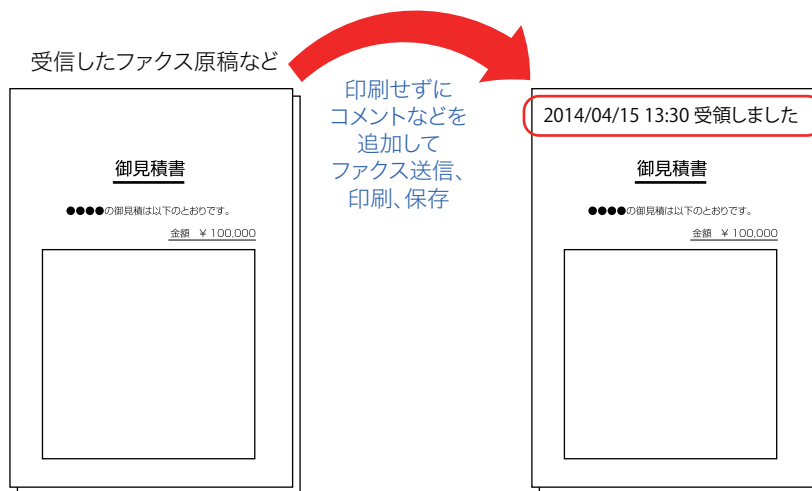 受信したファクス原稿など
御見積書
●●●●の御見積は以下のとおりです。
金額 ¥ 100,000
印刷せずに
コメントなどを
追加して
ファクス送信、
印刷、保存
2014/04/15 13:30 受領しました
御見積書
●●●●の御見積は以下のとおりです。
金額 ¥ 100,000